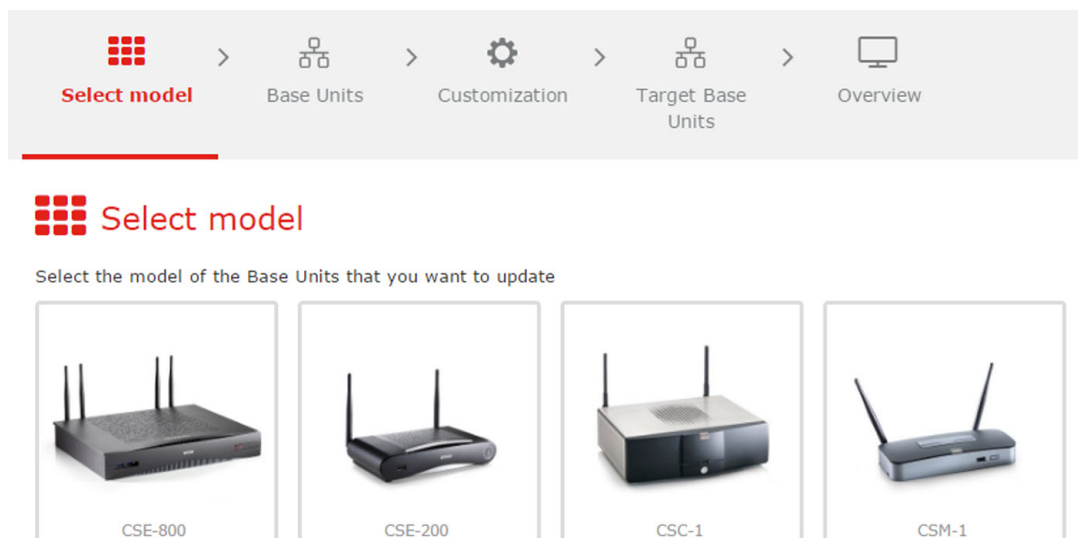 Select model
Base Units
Customization
Target Base
Units
Overview
Select model
Select the model of the Base Units that you want to update
CSE-800
CSE-200
CSC-1
CSM-1